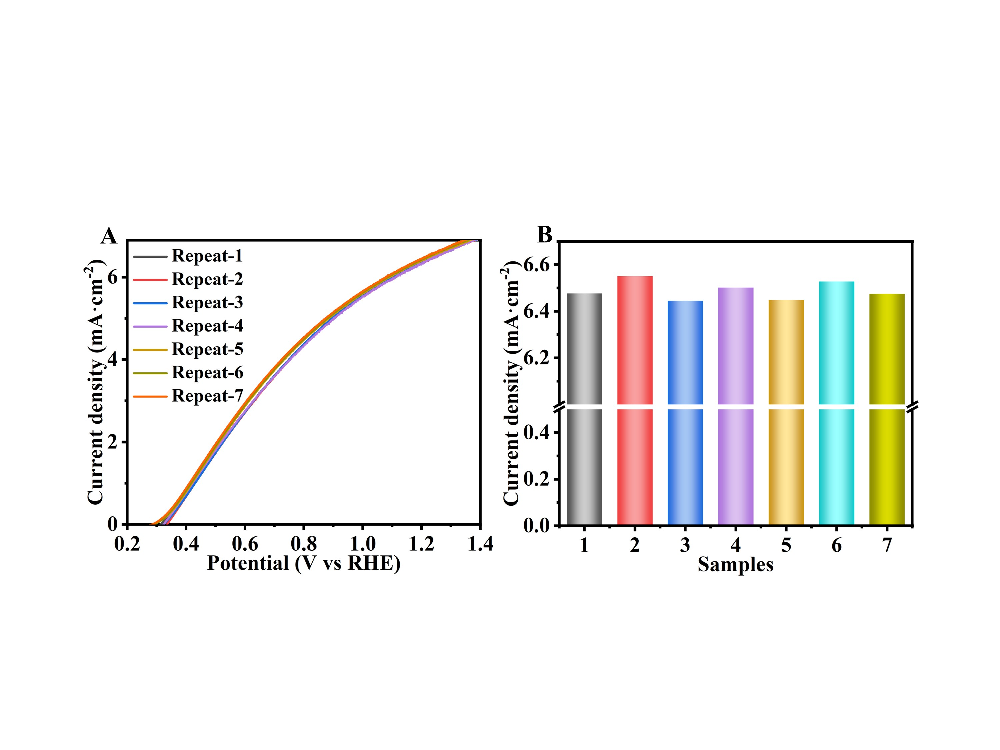 A
Repeat-1
Repeat-2
Repeat-3
Repeat-4
Repeat-5
Repeat-6
Repeat-7
Current density (mA·cm⁻²)
6
4
2
0
0.2 0.4 0.6 0.8 1.0 1.2 1.4
Potential (V vs RHE)
B
Current density (mA·cm⁻²)
6.6
6.4
6.2
0.4
0.2
0.0
1 2 3 4 5 6 7
Samples